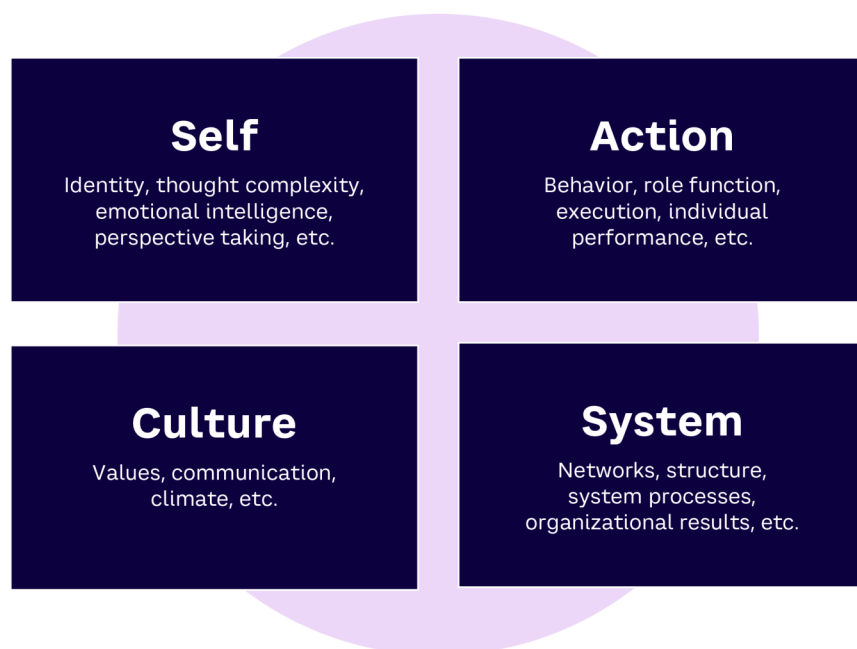 Self
Identity, thought complexity,
emotional intelligence,
perspective taking, etc.
Action
Behavior, role function,
execution, individual
performance, etc.
Culture
Values, communication,
climate, etc.
System
Networks, structure,
system processes,
organizational results, etc.